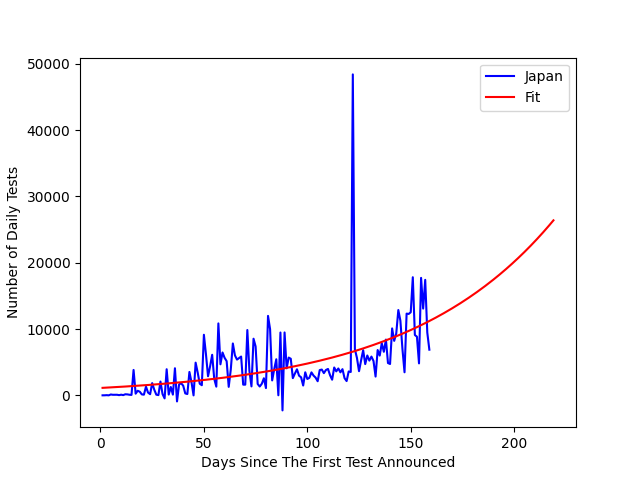 50000
40000
30000
20000
10000
0
0 50 100 150 200
Number of Daily Tests
Days Since The First Test Announced
Japan
Fit